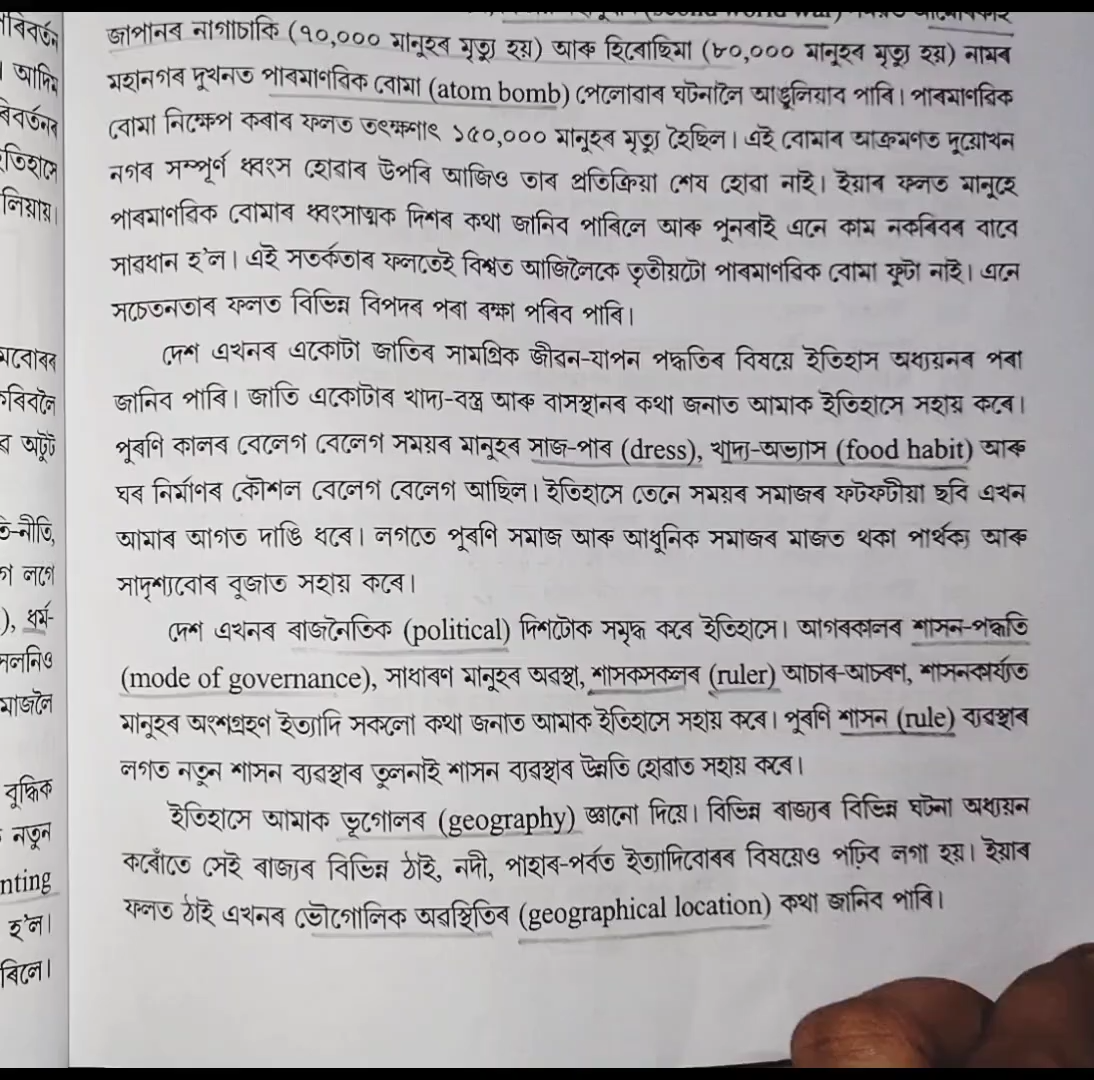 (second world war) সময়ত আমেৰিকাই
জাপানৰ নাগাচাকি (৭০,০০০ মানুহৰ মৃত্যু হয়) আৰু হিৰোছিমা (৮০,০০০ মানুহৰ মৃত্যু হয়) নামৰ
মহানগৰ দুখনত পাৰমাণৱিক বোমা (atom bomb) পেলোৱাৰ ঘটনালৈ আঙুলিয়াব পাৰি। পাৰমাণৱিক
বোমা নিক্ষেপ কৰাৰ ফলত তৎক্ষণাৎ ১৫০,০০০ মানুহৰ মৃত্যু হৈছিল। এই বোমাৰ আক্ৰমণত দুয়োখন
নগৰ সম্পূৰ্ণ ধ্বংস হোৱাৰ উপৰি আজিও তাৰ প্ৰতিক্ৰিয়া শেষ হোৱা নাই। ইয়াৰ ফলত মানুহে
পাৰমাণৱিক বোমাৰ ধ্বংসাত্মক দিশৰ কথা জানিব পাৰিলে আৰু পুনৰাই এনে কাম নকৰিবৰ বাবে
সাৱধান হ'ল। এই সতৰ্কতাৰ ফলতেই বিশ্বত আজিলৈকে তৃতীয়টো পাৰমাণৱিক বোমা ফুটা নাই। এনে
সচেতনতাৰ ফলত বিভিন্ন বিপদৰ পৰা ৰক্ষা পৰিব পাৰি।
দেশ এখনৰ একোটা জাতিৰ সামগ্ৰিক জীৱন-যাপন পদ্ধতিৰ বিষয়ে ইতিহাস অধ্যয়নৰ পৰা
জানিব পাৰি। জাতি একোটাৰ খাদ্য-বস্ত্ৰ আৰু বাসস্থানৰ কথা জনাত আমাক ইতিহাসে সহায় কৰে।
পুৰণি কালৰ বেলেগ বেলেগ সময়ৰ মানুহৰ সাজ-পাৰ (dress), খাদ্য-অভ্যাস (food habit) আৰু
ঘৰ নিৰ্মাণৰ কৌশল বেলেগ বেলেগ আছিল। ইতিহাসে তেনে সময়ৰ সমাজৰ ফটফটীয়া ছবি এখন
আমাৰ আগত দাঙি ধৰে। লগতে পুৰণি সমাজ আৰু আধুনিক সমাজৰ মাজত থকা পাৰ্থক্য আৰু
সাদৃশ্যবোৰ বুজাত সহায় কৰে।
দেশ এখনৰ ৰাজনৈতিক (political) দিশটোক সমৃদ্ধ কৰে ইতিহাসে। আগৰকালৰ শাসন-পদ্ধতি
(mode of governance), সাধাৰণ মানুহৰ অৱস্থা, শাসকসকলৰ (ruler) আচাৰ-আচৰণ, শাসনকাৰ্য্যত
মানুহৰ অংশগ্ৰহণ ইত্যাদি সকলো কথা জনাত আমাক ইতিহাসে সহায় কৰে। পুৰণি শাসন (rule) ব্যৱস্থাৰ
লগত নতুন শাসন ব্যৱস্থাৰ তুলনাই শাসন ব্যৱস্থাৰ উন্নতি হোৱাত সহায় কৰে।
ইতিহাসে আমাক ভূগোলৰ (geography) জ্ঞানো দিয়ে। বিভিন্ন ৰাজ্যৰ বিভিন্ন ঘটনা অধ্যয়ন
কৰোঁতে সেই ৰাজ্যৰ বিভিন্ন ঠাই, নদী, পাহাৰ-পৰ্বত ইত্যাদিবোৰৰ বিষয়েও পঢ়িব লগা হয়। ইয়াৰ
ফলত ঠাই এখনৰ ভৌগোলিক অৱস্থিতিৰ (geographical location) কথা জানিব পাৰি।